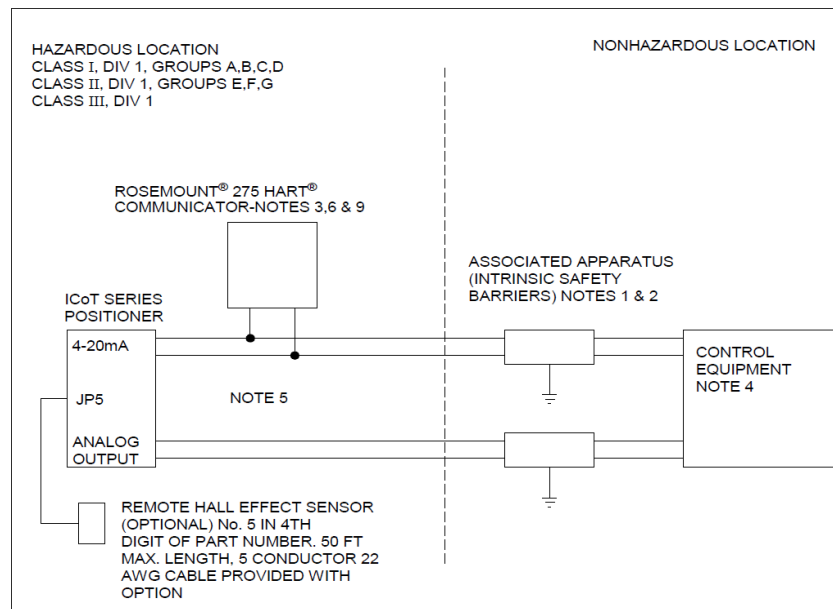 HAZARDOUS LOCATION
CLASS I, DIV 1, GROUPS A,B,C,D
CLASS II, DIV 1, GROUPS E,F,G
CLASS III, DIV 1
NONHAZARDOUS LOCATION
ROSEMOUNT® 275 HART®
COMMUNICATOR-NOTES 3,6 & 9
ASSOCIATED APPARATUS
(INTRINSIC SAFETY
BARRIERS) NOTES 1 & 2
ICoT SERIES
POSITIONER
4-20mA
JP5
ANALOG
OUTPUT
NOTE 5
CONTROL
EQUIPMENT
NOTE 4
REMOTE HALL EFFECT SENSOR
(OPTIONAL) No. 5 IN 4TH
DIGIT OF PART NUMBER. 50 FT
MAX. LENGTH, 5 CONDUCTOR 22
AWG CABLE PROVIDED WITH
OPTION